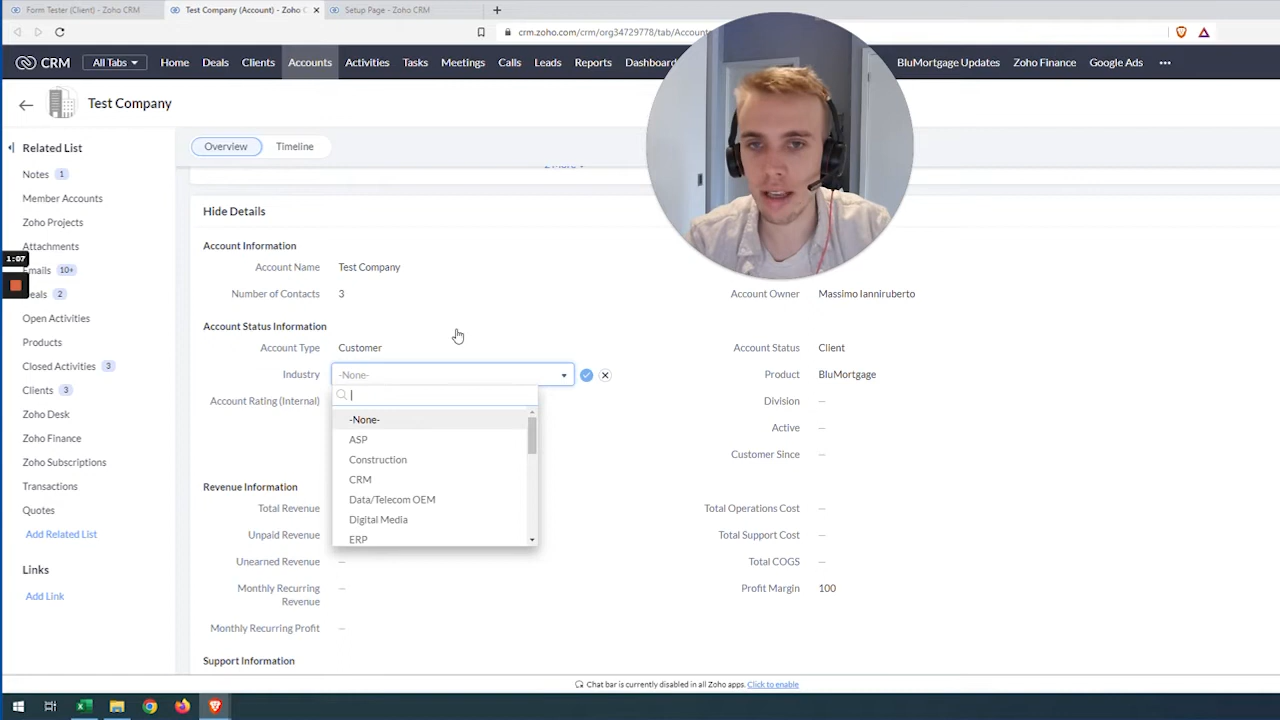 Form Tester (Client) - Zoho CRM
Test Company (Account) - Zoho C
Setup Page - Zoho CRM
crm.zoho.com/crm/org34729778/tab/Accounts
CRM
All Tabs
Home
Deals
Clients
Accounts
Activities
Tasks
Meetings
Calls
Leads
Reports
Dashboard
BluMortgage Updates
Zoho Finance
Google Ads
Test Company
Related List
Overview
Timeline
Notes 1
2 More
Member Accounts
Zoho Projects
Hide Details
Attachments
Account Information
1:07
Emails 10+
Account Name Test Company
Deals 2
Number of Contacts 3
Account Owner Massimo Ianniruberto
Open Activities
Account Status Information
Products
Account Type Customer
Account Status Client
Closed Activities 3
Industry -None-
Product BluMortgage
Clients 3
Account Rating (Internal)
Division —
Zoho Desk
-None-
Active —
Zoho Finance
ASP
Customer Since —
Zoho Subscriptions
Construction
Transactions
CRM
Revenue Information
Quotes
Data/Telecom OEM
Total Revenue
Total Operations Cost —
Add Related List
Digital Media
Unpaid Revenue
Total Support Cost —
ERP
Links
Unearned Revenue —
Total COGS —
Add Link
Monthly Recurring
Revenue —
Profit Margin 100
Monthly Recurring Profit —
Support Information
Chat bar is currently disabled in all Zoho apps. Click to enable